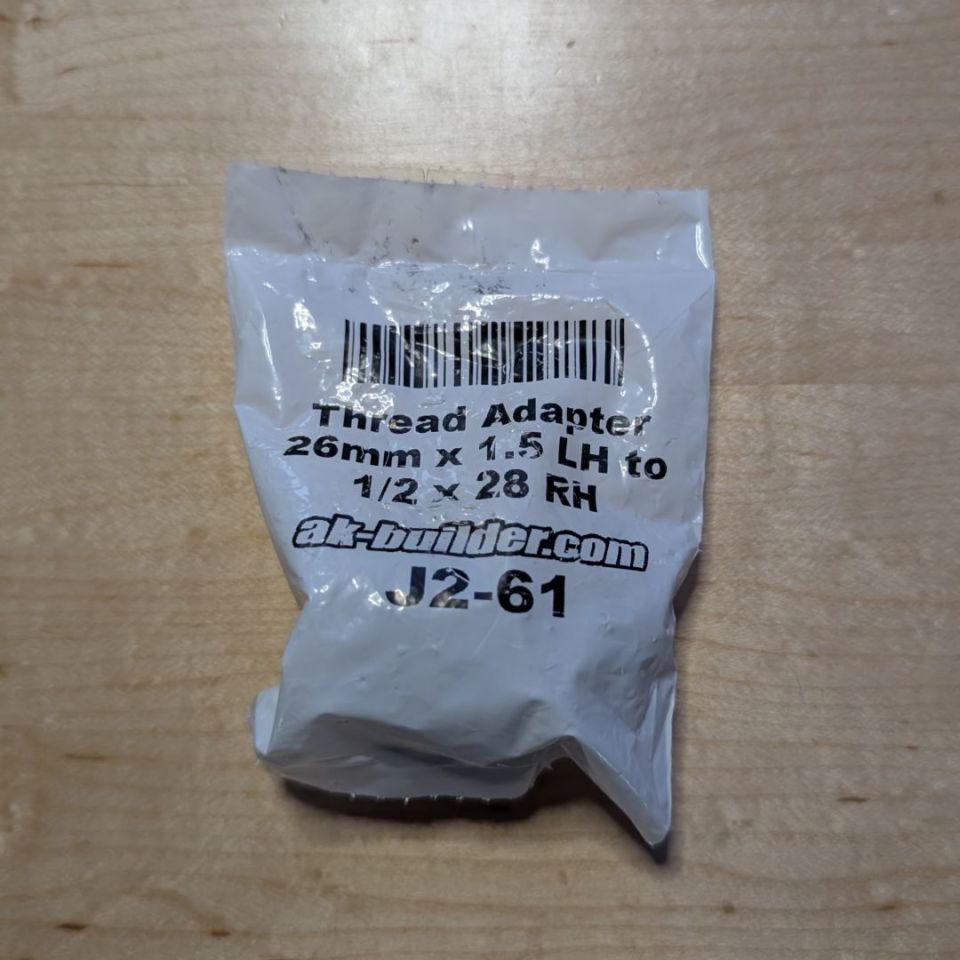 Thread Adapter
26mm x 1.5 LH to
1/2 x 28 RH
ak-builder.com
J2-61